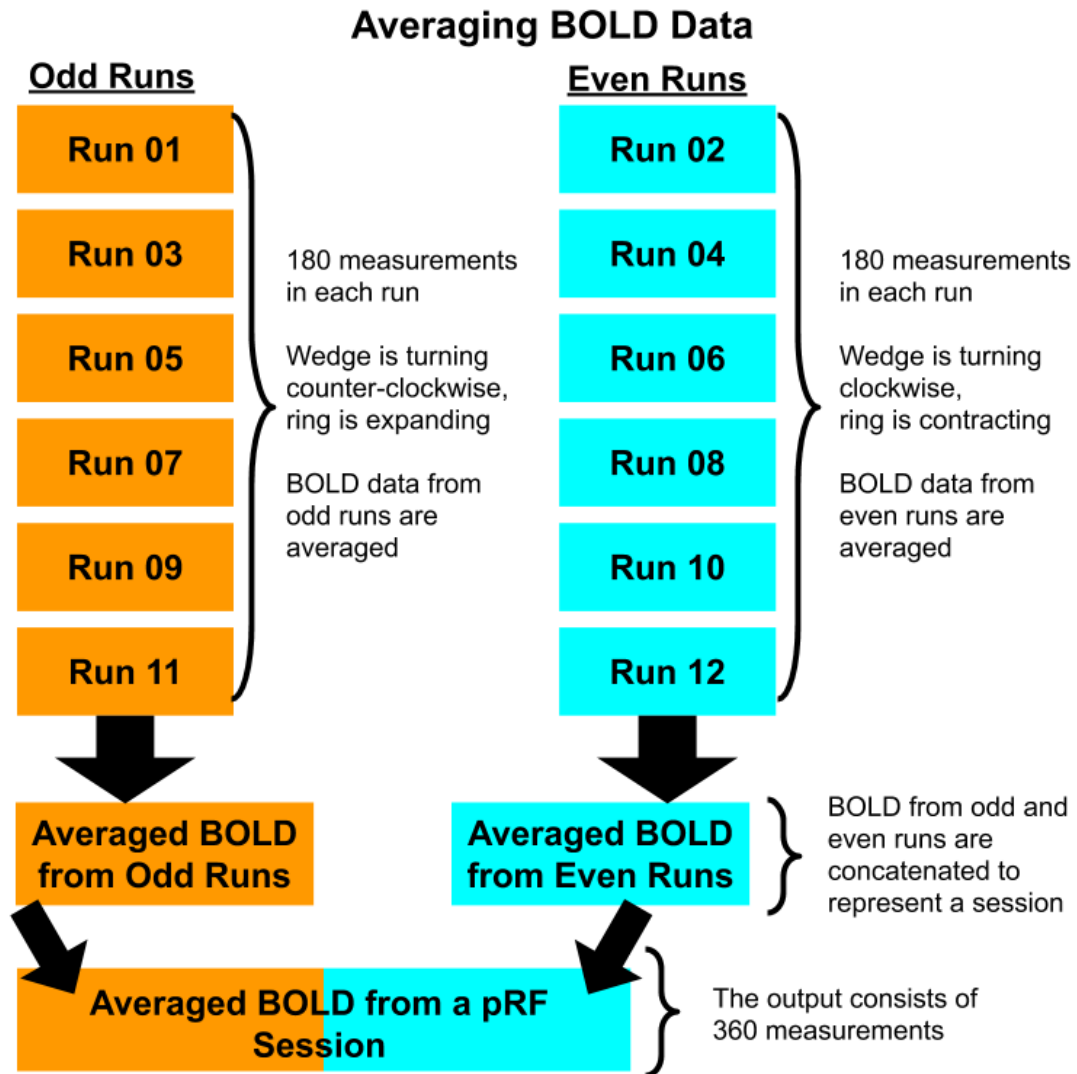 Averaging BOLD Data
Odd Runs
Run 01
Run 03
Run 05
Run 07
Run 09
Run 11
180 measurements
in each run
Wedge is turning
counter-clockwise,
ring is expanding
BOLD data from
odd runs are
averaged
Even Runs
Run 02
Run 04
Run 06
Run 08
Run 10
Run 12
180 measurements
in each run
Wedge is turning
clockwise,
ring is contracting
BOLD data from
even runs are
averaged
Averaged BOLD
from Odd Runs
Averaged BOLD
from Even Runs
BOLD from odd and
even runs are
concatenated to
represent a session
Averaged BOLD from a pRF
Session
The output consists of
360 measurements